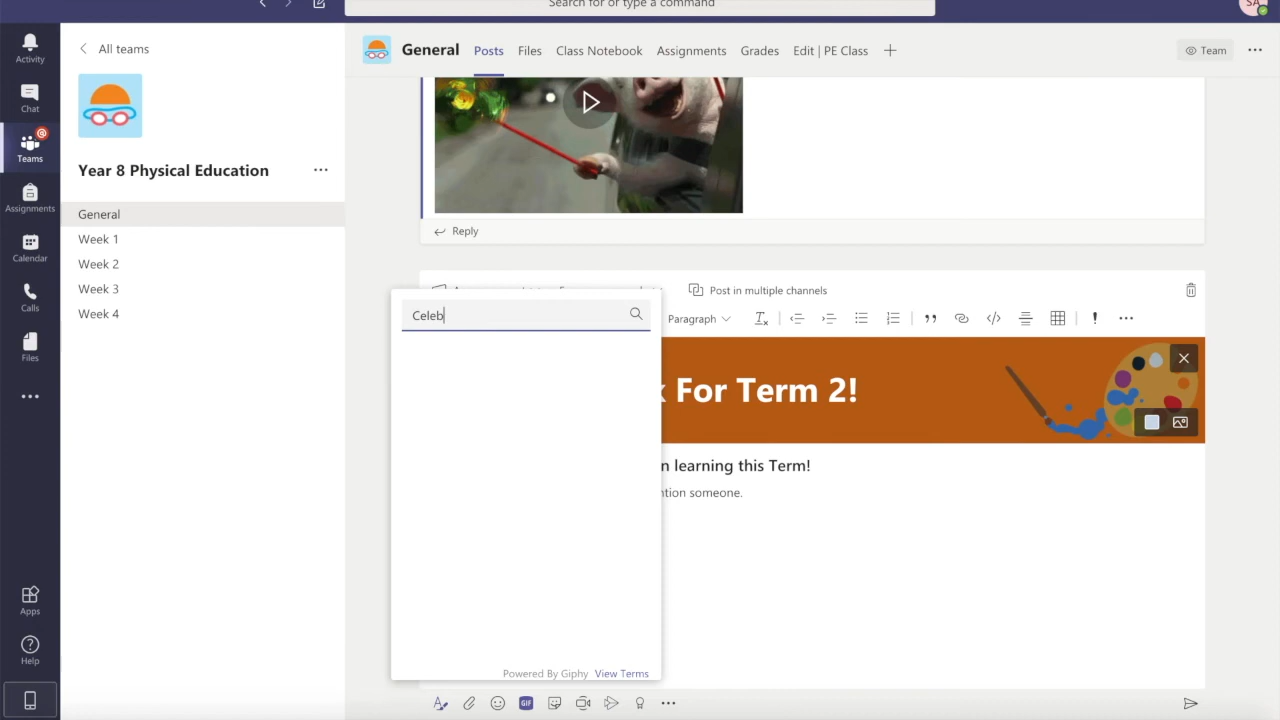 Search for or type a command
SA
Activity
Chat
Teams
Assignments
Calendar
Calls
Files
Apps
Help
All teams
Year 8 Physical Education
General
Week 1
Week 2
Week 3
Week 4
General Posts Files Class Notebook Assignments Grades Edit | PE Class
Team
Reply
Post in multiple channels
Celeb
Paragraph
For Term 2!
learning this Term!
someone.
Powered By Giphy View Terms
GIF